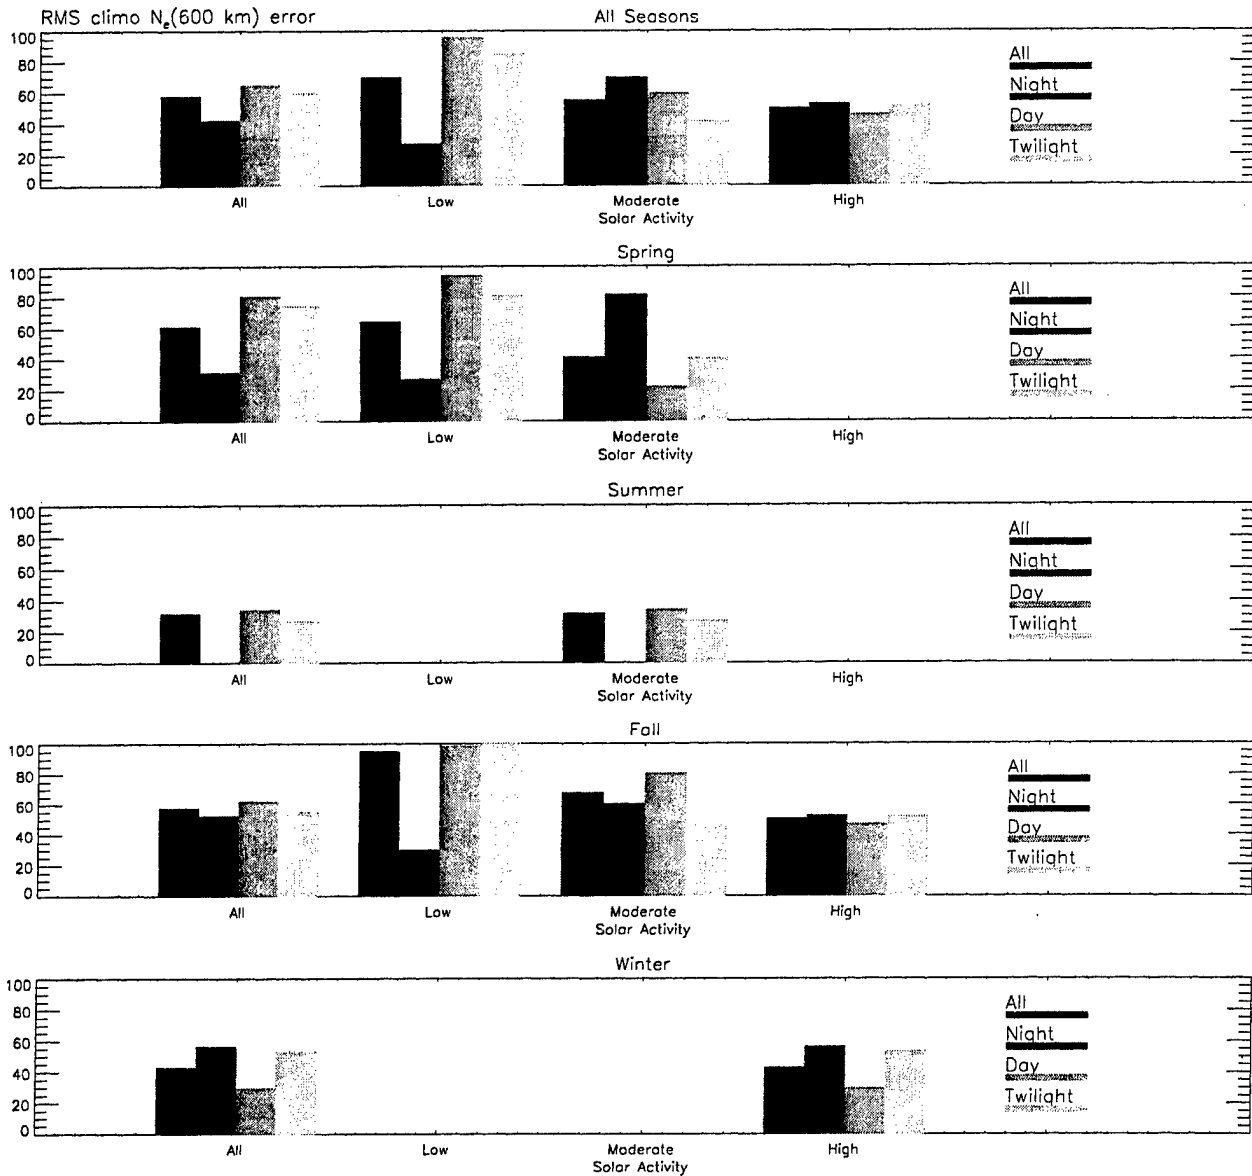 RMS climo Ne(600 km) error
All Seasons
100
80
60
40
20
0
All
Low
Moderate
High
Solar Activity
All
Night
Day
Twilight
Spring
100
80
60
40
20
0
All
Low
Moderate
High
Solar Activity
All
Night
Day
Twilight
Summer
100
80
60
40
20
0
All
Low
Moderate
High
Solar Activity
All
Night
Day
Twilight
Fall
100
80
60
40
20
0
All
Low
Moderate
High
Solar Activity
All
Night
Day
Twilight
Winter
100
80
60
40
20
0
All
Low
Moderate
High
Solar Activity
All
Night
Day
Twilight